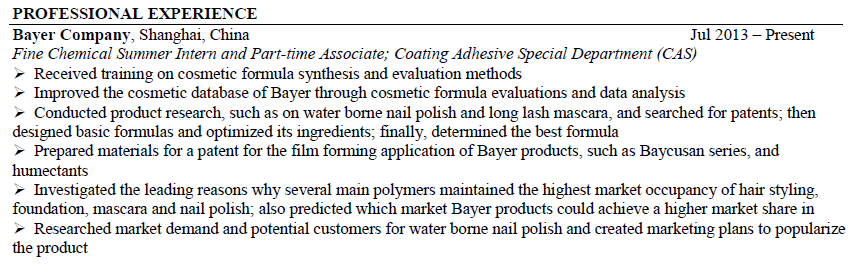 PROFESSIONAL EXPERIENCE
Bayer Company, Shanghai, China Jul 2013 – Present
Fine Chemical Summer Intern and Part-time Associate; Coating Adhesive Special Department (CAS)
➢ Received training on cosmetic formula synthesis and evaluation methods
➢ Improved the cosmetic database of Bayer through cosmetic formula evaluations and data analysis
➢ Conducted product research, such as on water borne nail polish and long lash mascara, and searched for patents; then
designed basic formulas and optimized its ingredients; finally, determined the best formula
➢ Prepared materials for a patent for the film forming application of Bayer products, such as Baycusan series, and
humectants
➢ Investigated the leading reasons why several main polymers maintained the highest market occupancy of hair styling,
foundation, mascara and nail polish; also predicted which market Bayer products could achieve a higher market share in
➢ Researched market demand and potential customers for water borne nail polish and created marketing plans to popularize
the product